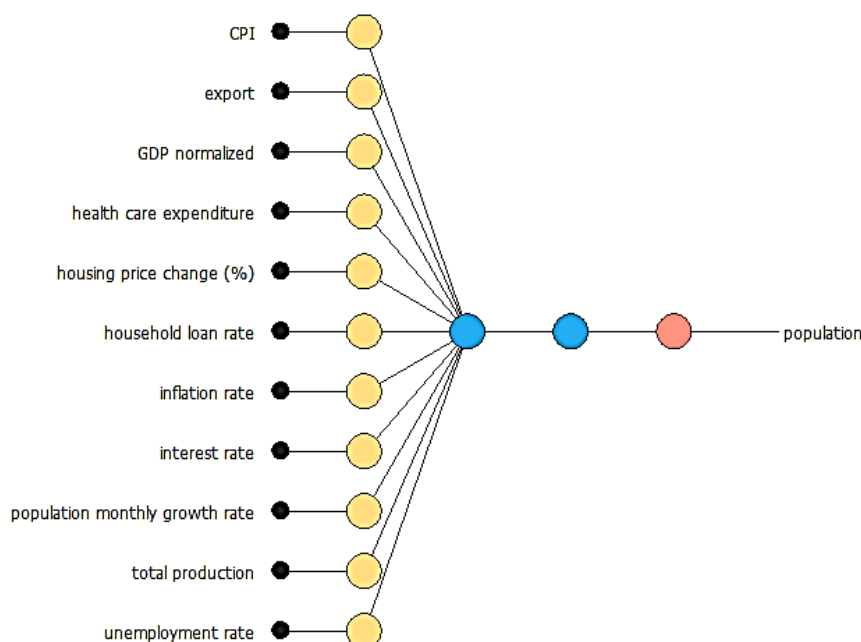 CPI
export
GDP normalized
health care expenditure
housing price change (%)
household loan rate
population
inflation rate
interest rate
population monthly growth rate
total production
unemployment rate